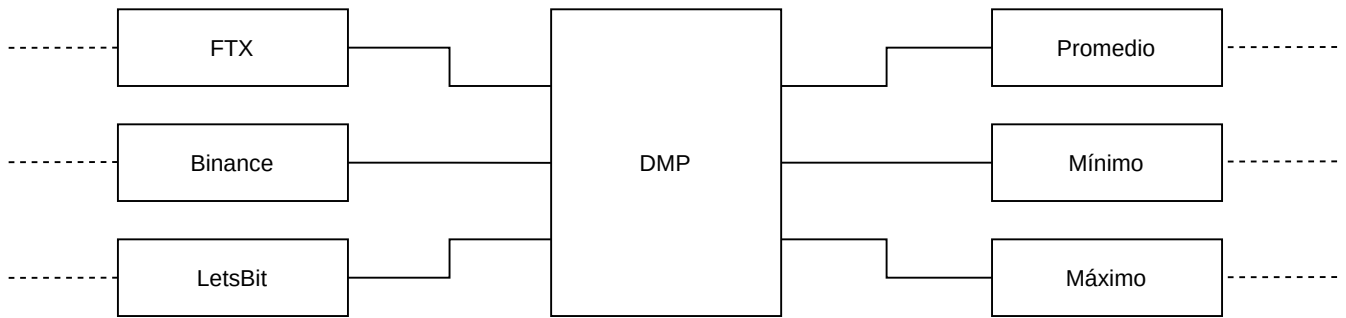 FTX
Binance
LetsBit
DMP
Promedio
Mínimo
Máximo